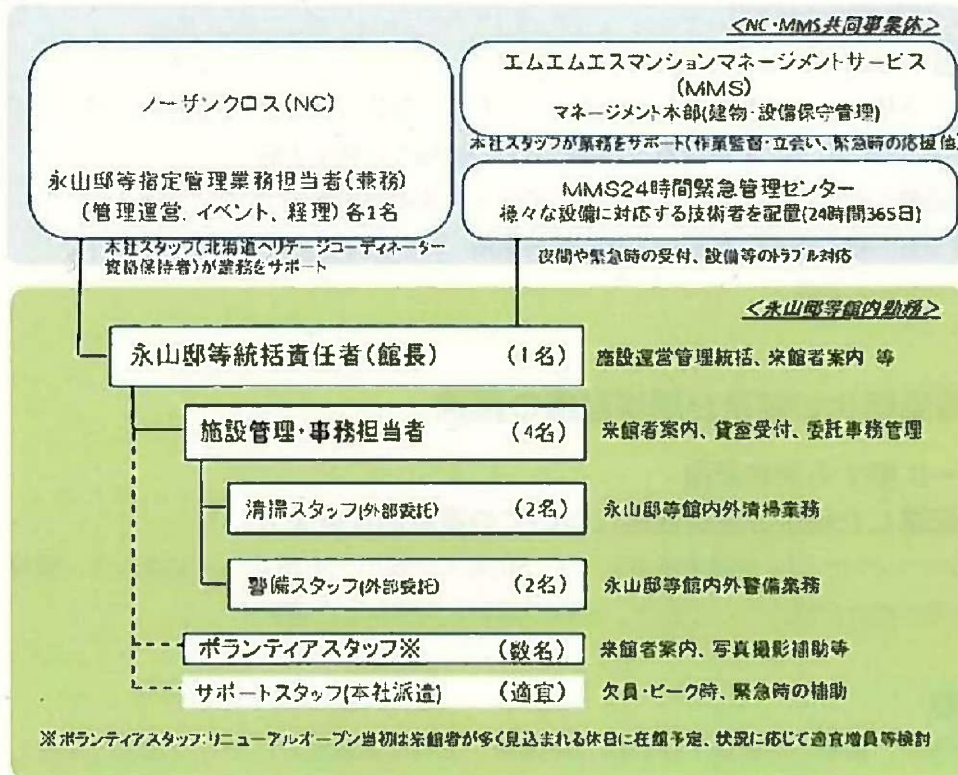 <NC・MMS共同事業体>
ノーザンクロス(NC)
永山邸等指定管理業務担当者(兼務)
(管理運営、イベント、経理)各1名
本社スタッフ(北海道ヘリテージコーディネーター
資格保持者)が業務をサポート
エムエムエスマンションマネージメントサービス
(MMS)
マネージメント本部(建物・設備保守管理)
本社スタッフが業務をサポート(作業監督・立会い、緊急時の応援他)
MMS24時間緊急管理センター
様々な設備に対応する技術者を配置(24時間365日)
夜間や緊急時の受付、設備等のトラブル対応
<永山邸等館内勤務>
永山邸等統括責任者(館長) (1名) 施設運営管理統括、来館者案内 等
施設管理・事務担当者 (4名) 来館者案内、貸室受付、委託事務管理
清掃スタッフ(外部委託) (2名) 永山邸等館内外清掃業務
警備スタッフ(外部委託) (2名) 永山邸等館内外警備業務
ボランティアスタッフ※ (数名) 来館者案内、写真撮影補助等
サポートスタッフ(本社派遣) (適宜) 欠員・ピーク時、緊急時の補助
※ボランティアスタッフ:リニューアルオープン当初は来館者が多く見込まれる休日に在館予定、状況に応じて適宜増員等検討